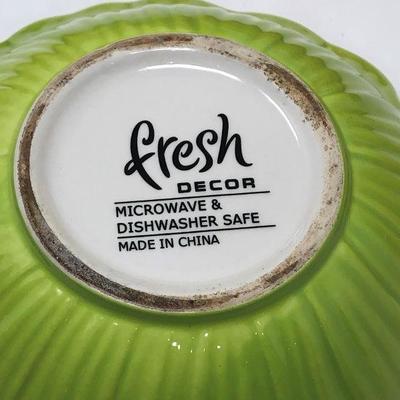 fresh
DECOR
MICROWAVE &
DISHWASHER SAFE
MADE IN CHINA